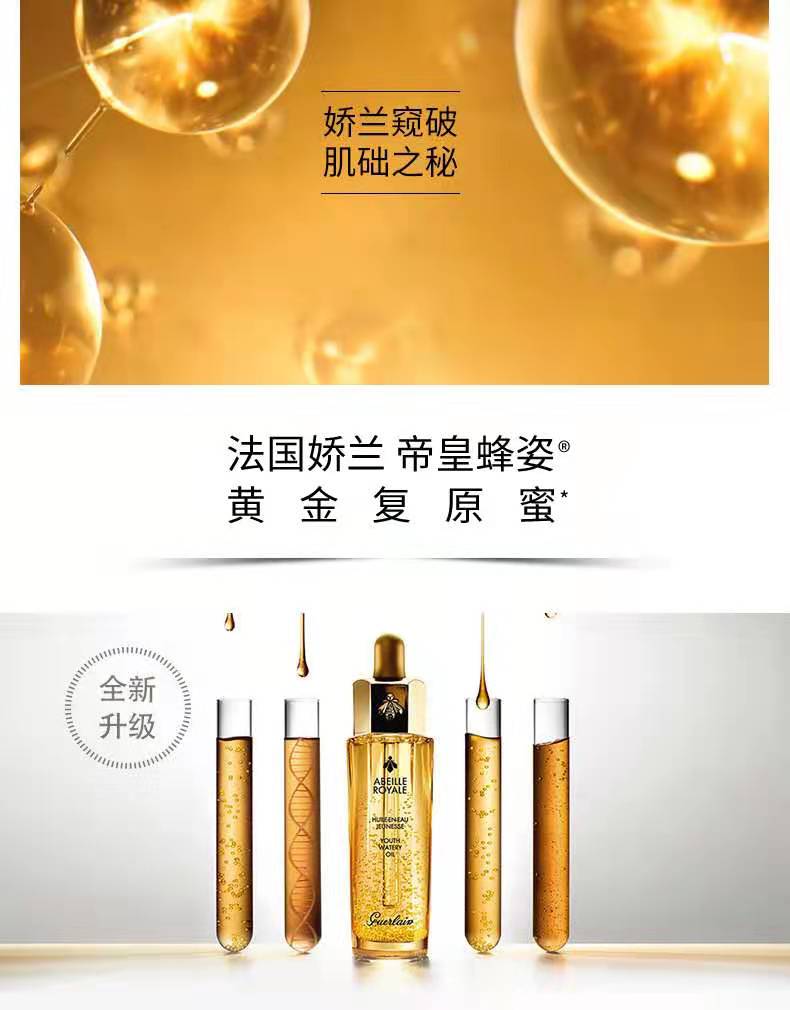 娇兰窥破
肌础之秘
法国娇兰 帝皇蜂姿®
黄金复原蜜*
全新
升级
ABEILLE
ROYALE
HUILE-EN-EAU
JEUNESSE
YOUTH
WATERY
OIL
Guerlain